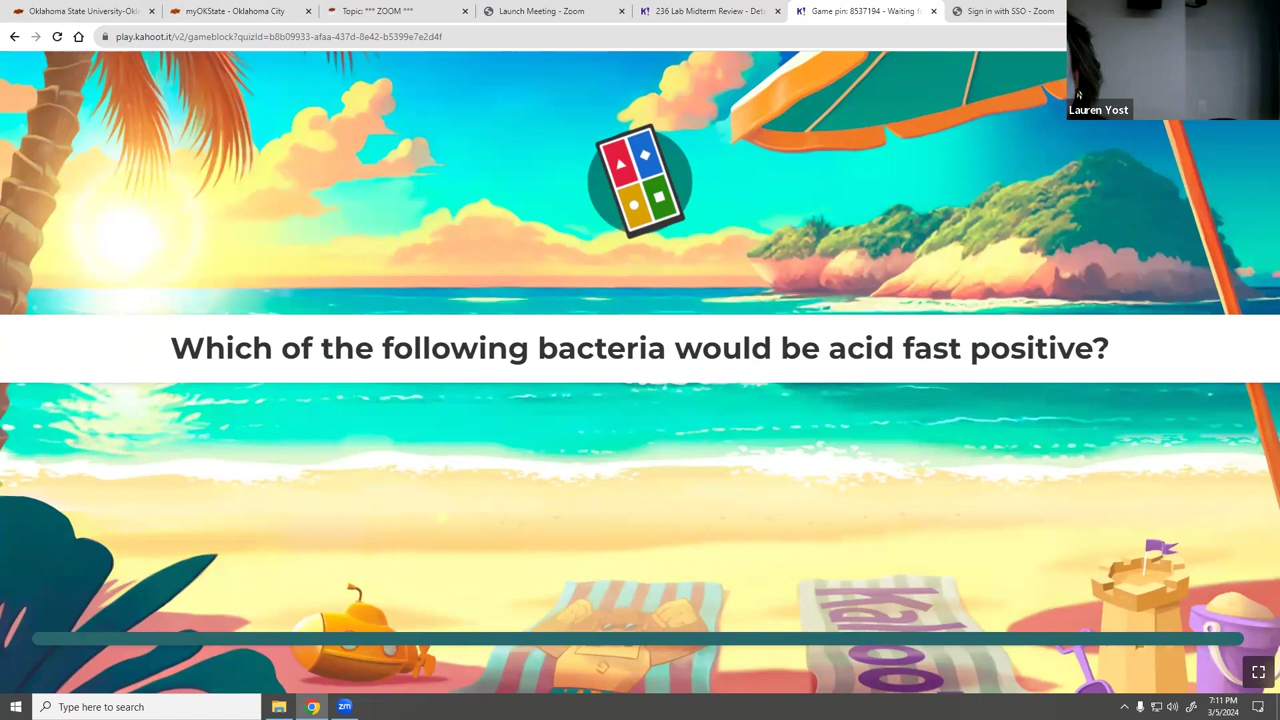 Oklahoma State University-Okl
myOKState - Oklahoma City
Topic: *** ZOOM ***
Launch Meeting - Zoom
K! 236 Lab Midterm Review - Det
K! Game pin: 8537194 - Waiting f
Sign in with SSO - Zoom
play.kahoot.it/v2/gameblock?quizId=b8b09933-afaa-437d-8e42-b5399e7e2d4f
Lauren Yost
Which of the following bacteria would be acid fast positive?
Kahoo
Type here to search
zm
7:11 PM
3/5/2024